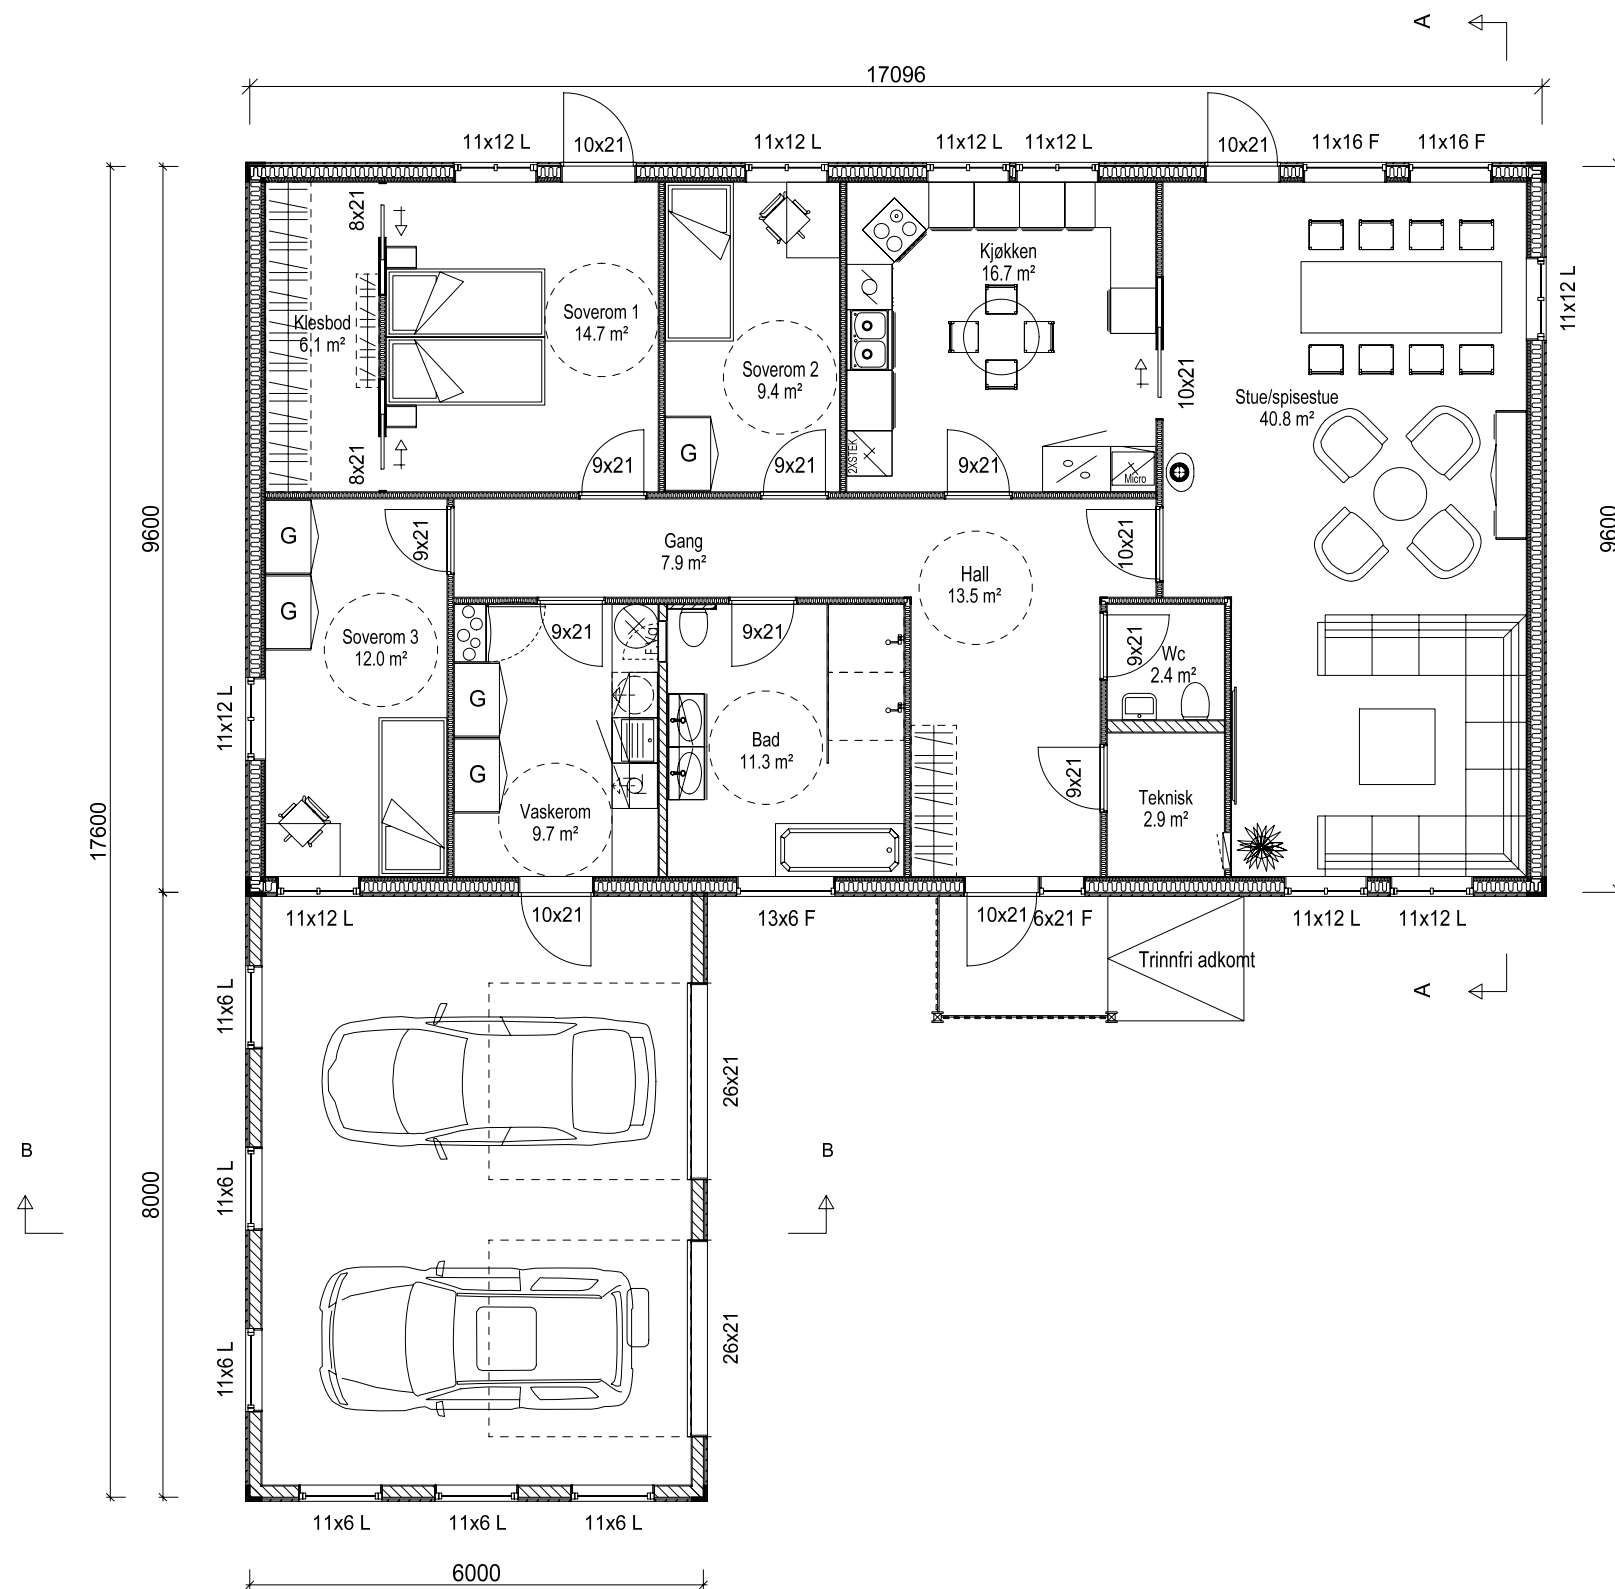 A
17096
11x12 L
10x21
11x12 L
11x12 L
11x12 L
10x21
11x16 F
11x16 F
8x21
Klesbod
6.1 m²
Soverom 1
14.7 m²
Soverom 2
9.4 m²
Kjøkken
16.7 m²
11x12 L
10x21
Stue/spisestue
40.8 m²
8x21
9x21
G
9x21
2XSTEK
9x21
Micro
9600
9600
G
9x21
Gang
7.9 m²
10x21
Hall
13.5 m²
G
Soverom 3
12.0 m²
9x21
9x21
9x21
Wc
2.4 m²
11x12 L
G
G
Bad
11.3 m²
9x21
Vaskerom
9.7 m²
Teknisk
2.9 m²
17600
11x12 L
10x21
13x6 F
10x21
6x21 F
11x12 L
11x12 L
Trinnfri adkomt
A
11x6 L
26x21
B
B
8000
11x6 L
26x21
11x6 L
11x6 L
11x6 L
11x6 L
6000